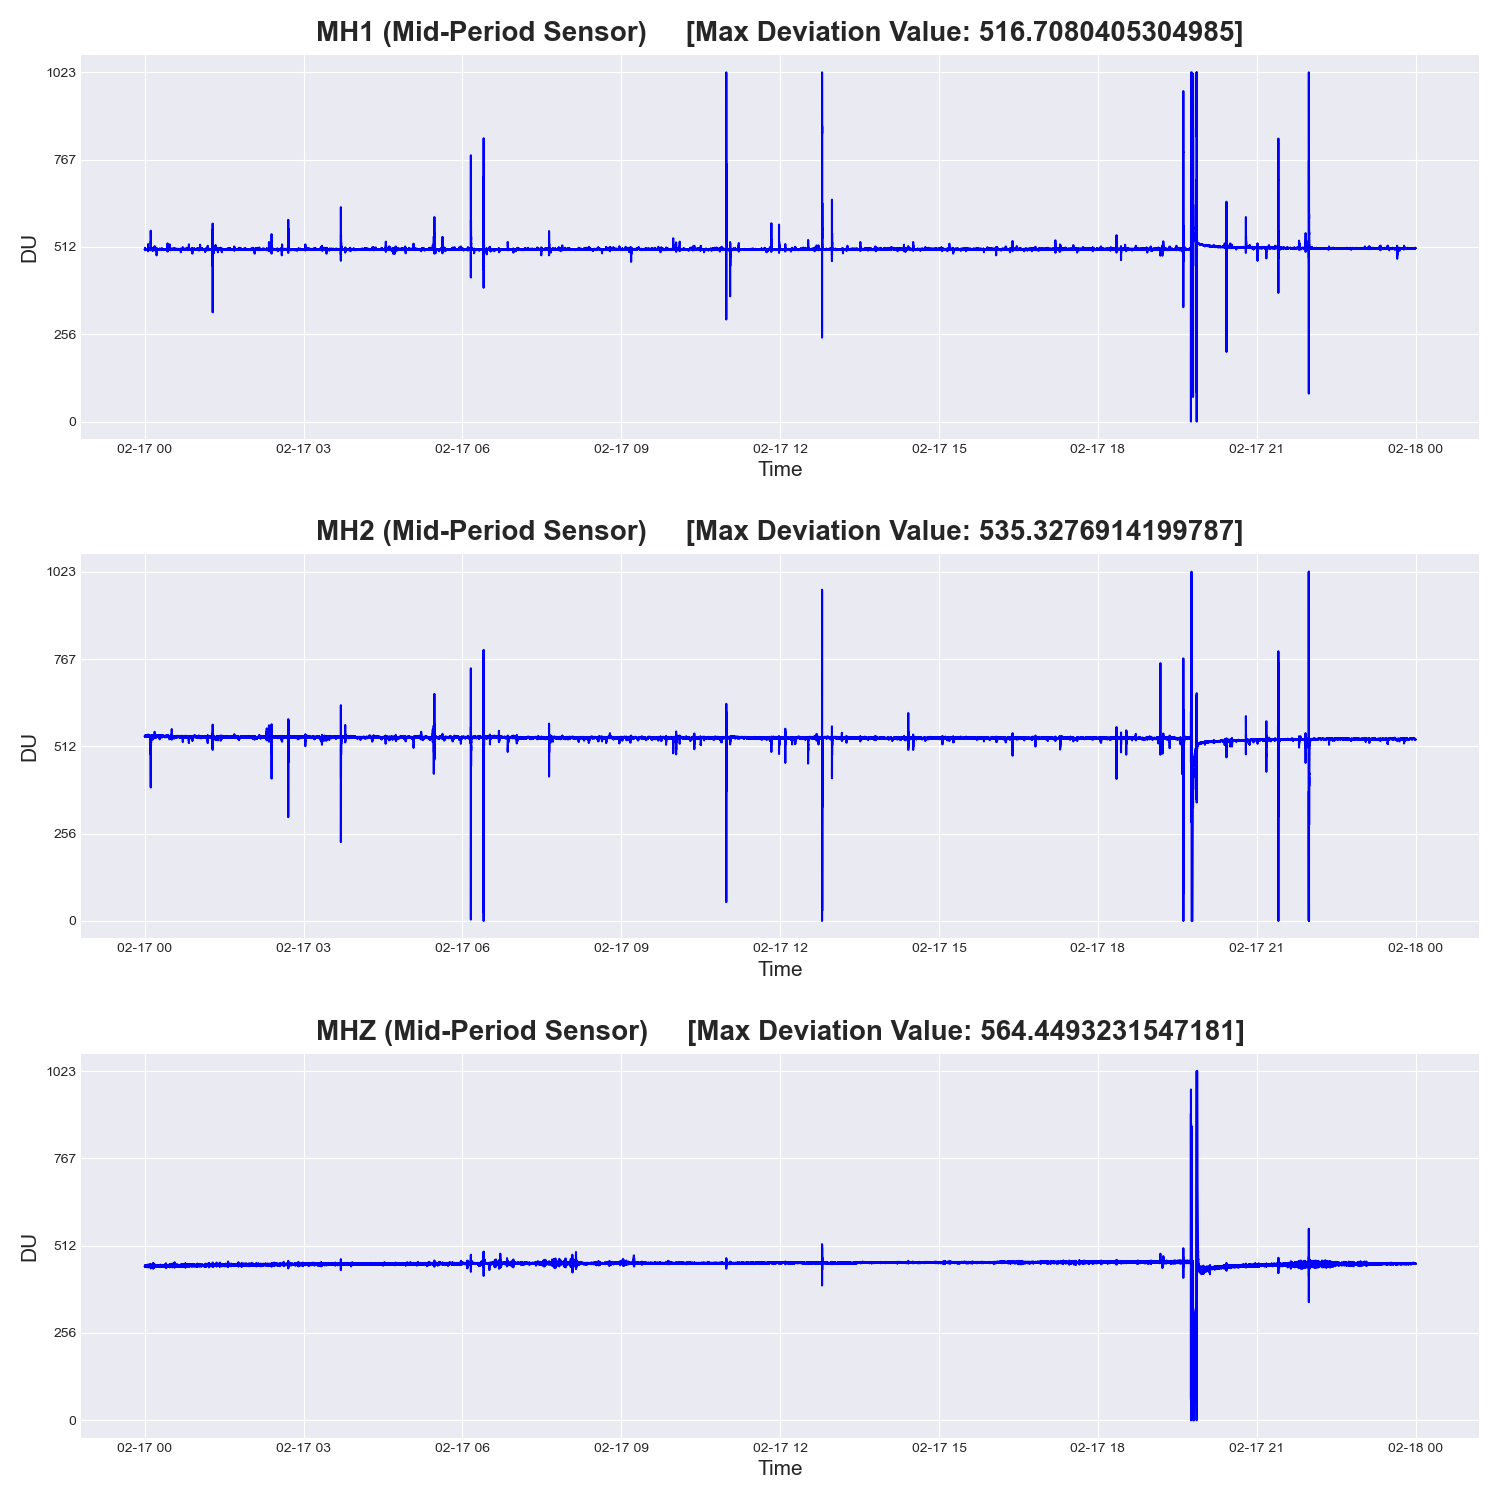 MH1 (Mid-Period Sensor) [Max Deviation Value: 516.7080405304985]
DU
1023
767
512
256
0
02-17 00 02-17 03 02-17 06 02-17 09 02-17 12 02-17 15 02-17 18 02-17 21 02-18 00
Time
MH2 (Mid-Period Sensor) [Max Deviation Value: 535.3276914199787]
DU
1023
767
512
256
0
02-17 00 02-17 03 02-17 06 02-17 09 02-17 12 02-17 15 02-17 18 02-17 21 02-18 00
Time
MHZ (Mid-Period Sensor) [Max Deviation Value: 564.4493231547181]
DU
1023
767
512
256
0
02-17 00 02-17 03 02-17 06 02-17 09 02-17 12 02-17 15 02-17 18 02-17 21 02-18 00
Time